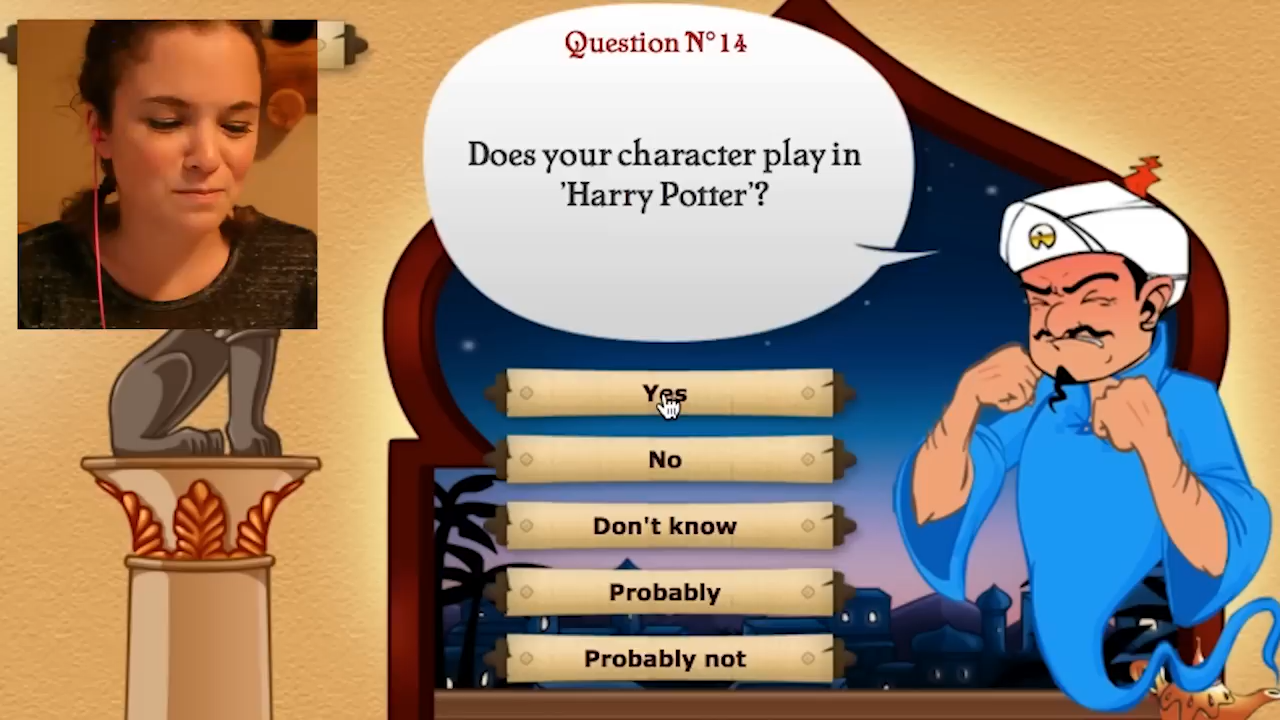 Question N°14
Does your character play in
'Harry Potter'?
Yes
No
Don't know
Probably
Probably not